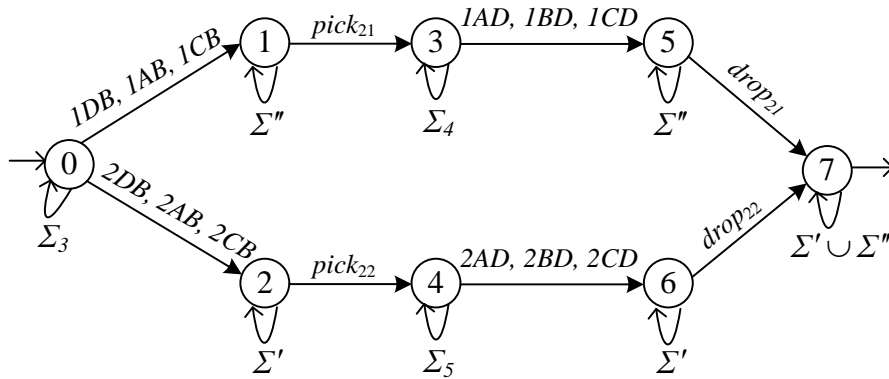 1DB, 1AB, 1CB
1
pick₂₁
3
1AD, 1BD, 1CD
5
drop₂₁
Σ″
Σ₄
Σ″
0
Σ₃
7
Σ′ ∪ Σ″
2DB, 2AB, 2CB
2
pick₂₂
4
2AD, 2BD, 2CD
6
drop₂₂
Σ′
Σ₅
Σ′